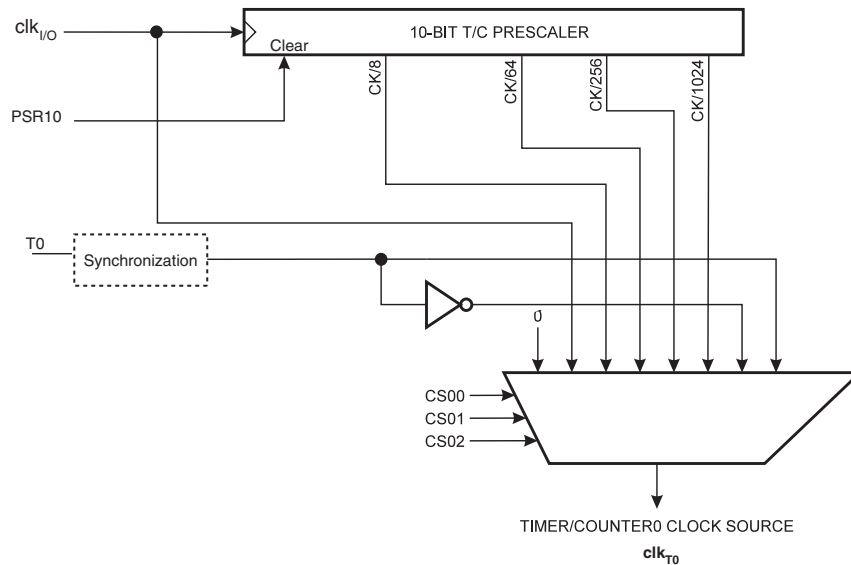 clkI/O
10-BIT T/C PRESCALER
Clear
CK/8
CK/64
CK/256
CK/1024
PSR10
T0
Synchronization
0
CS00
CS01
CS02
TIMER/COUNTER0 CLOCK SOURCE
clkT0